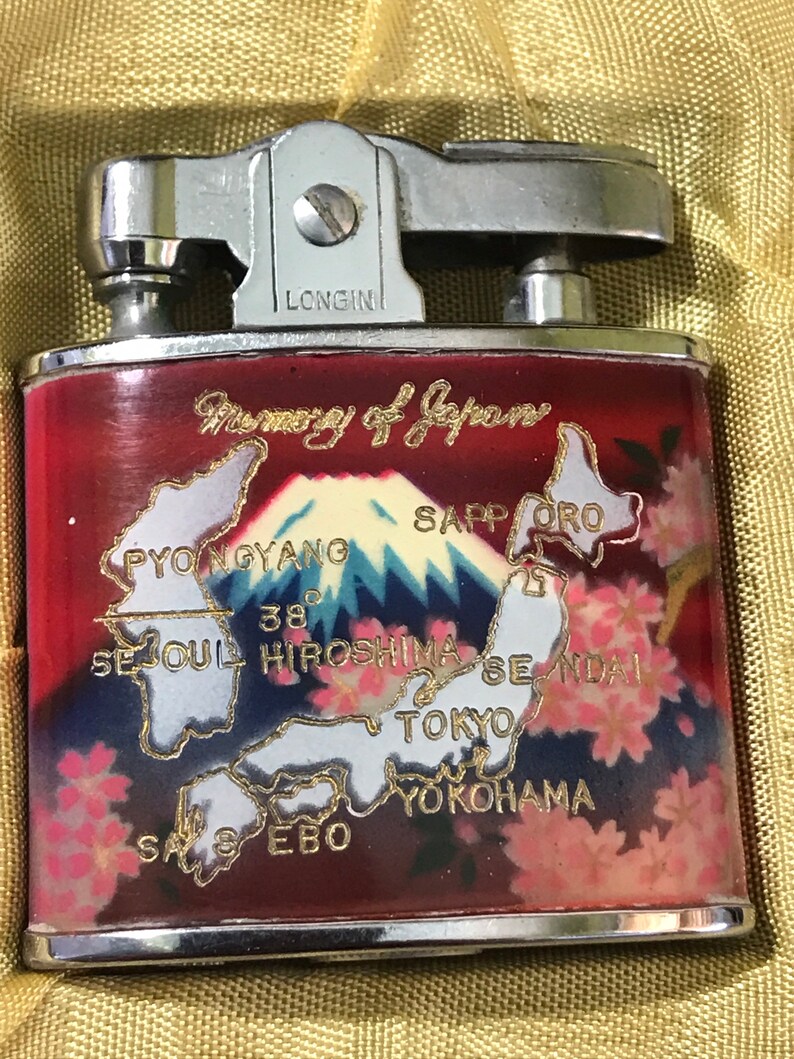 LONGIN
Memory of Japan
SAPPORO
PYONGYANG
38°
SEOUL
HIROSHIMA
SENDAI
TOKYO
YOKOHAMA
SASEBO